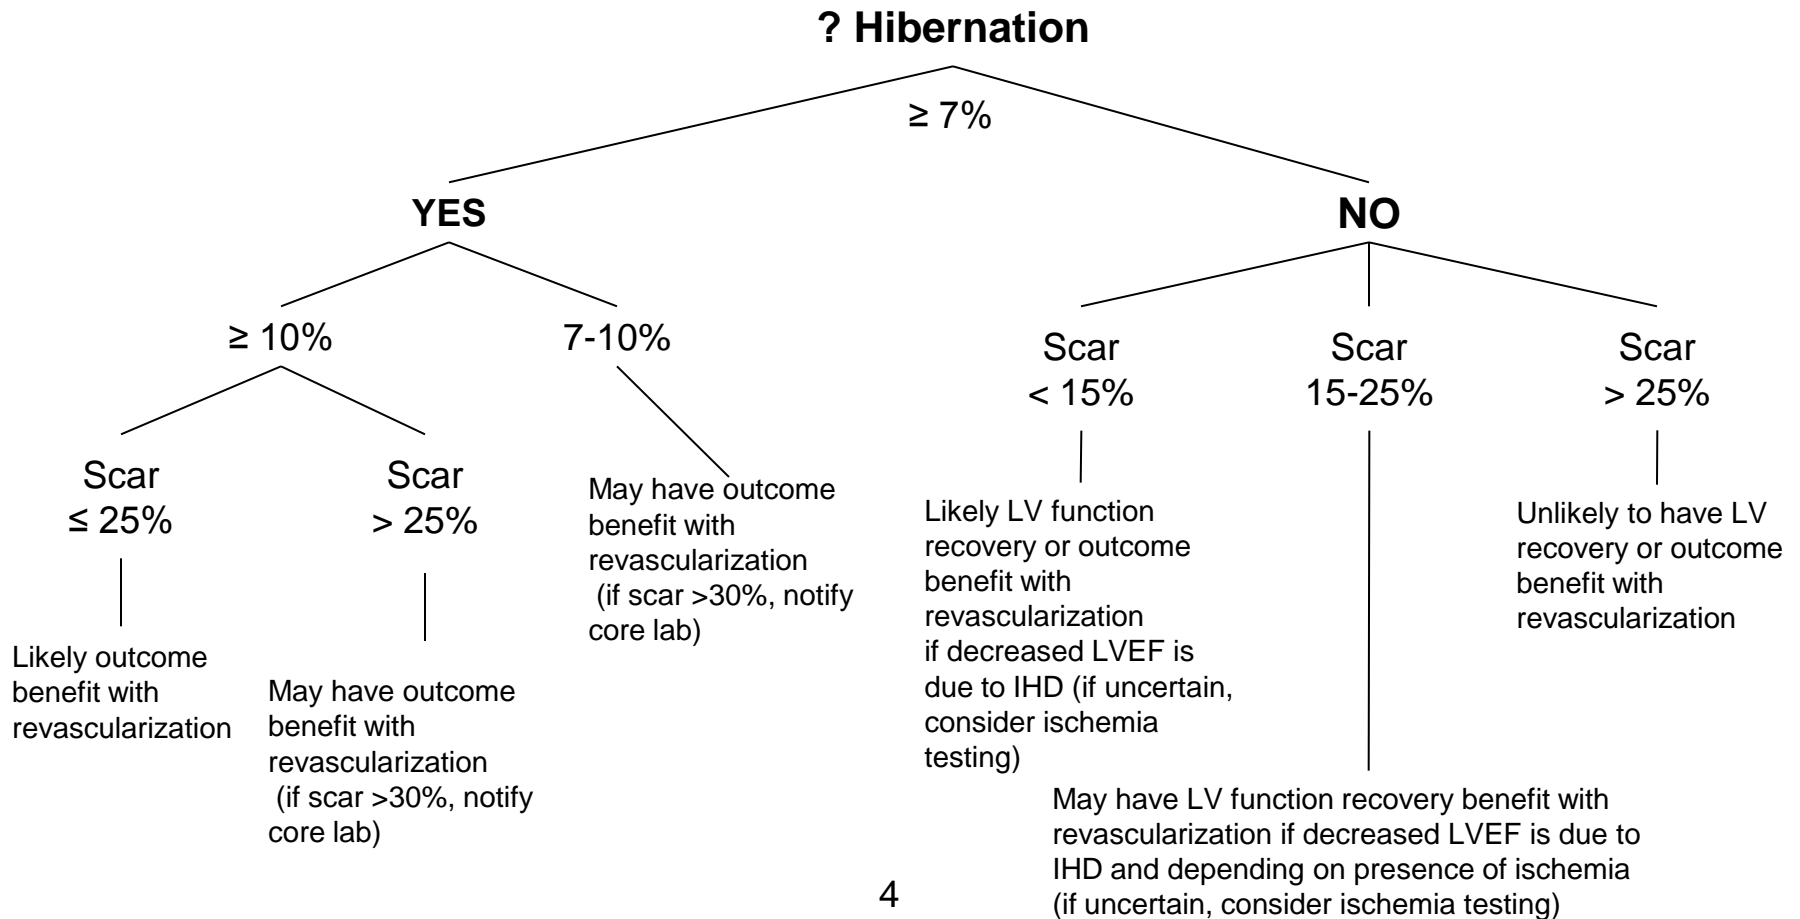 ? Hibernation
≥ 7%
YES
NO
≥ 10%
7-10%
Scar
< 15%
Scar
15-25%
Scar
> 25%
Scar
≤ 25%
Scar
> 25%
May have outcome
benefit with
revascularization
(if scar >30%, notify
core lab)
Likely LV function
recovery or outcome
benefit with
revascularization
if decreased LVEF is
due to IHD (if uncertain,
consider ischemia
testing)
Unlikely to have LV
recovery or outcome
benefit with
revascularization
Likely outcome
benefit with
revascularization
May have outcome
benefit with
revascularization
(if scar >30%, notify
core lab)
May have LV function recovery benefit with
revascularization if decreased LVEF is due to
IHD and depending on presence of ischemia
(if uncertain, consider ischemia testing)
4